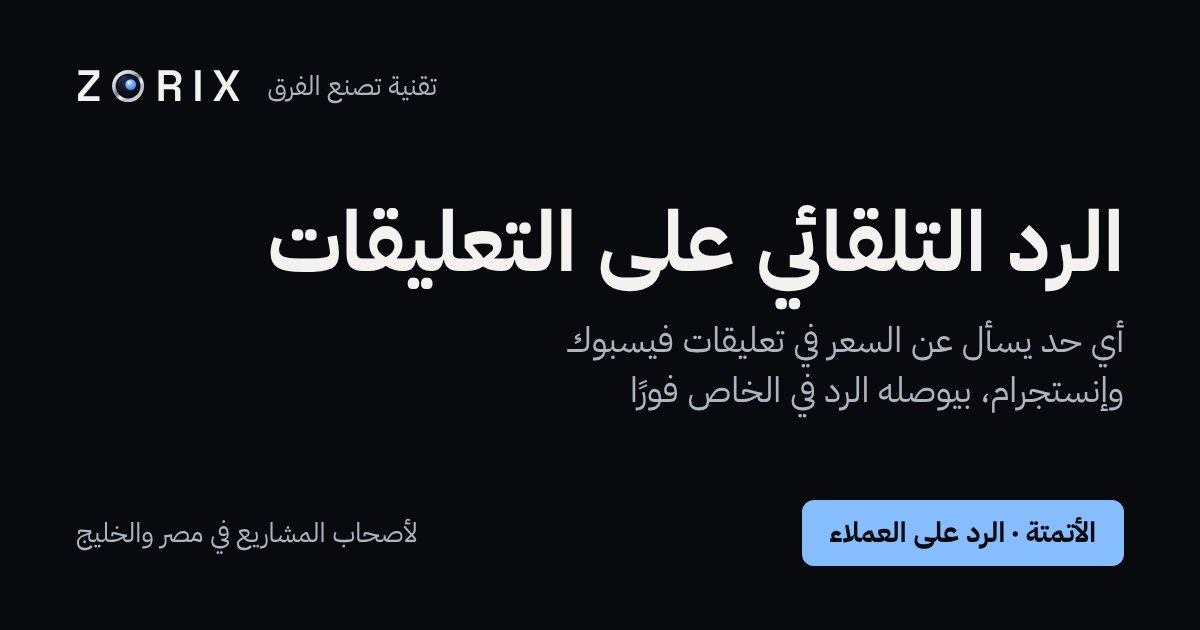 ZORIX
تقنية تصنع الفرق
الرد التلقائي على التعليقات
أي حد يسأل عن السعر في تعليقات فيسبوك
وإنستجرام، بيوصله الرد في الخاص فورًا
الأتمتة · الرد على العملاء
لأصحاب المشاريع في مصر والخليج